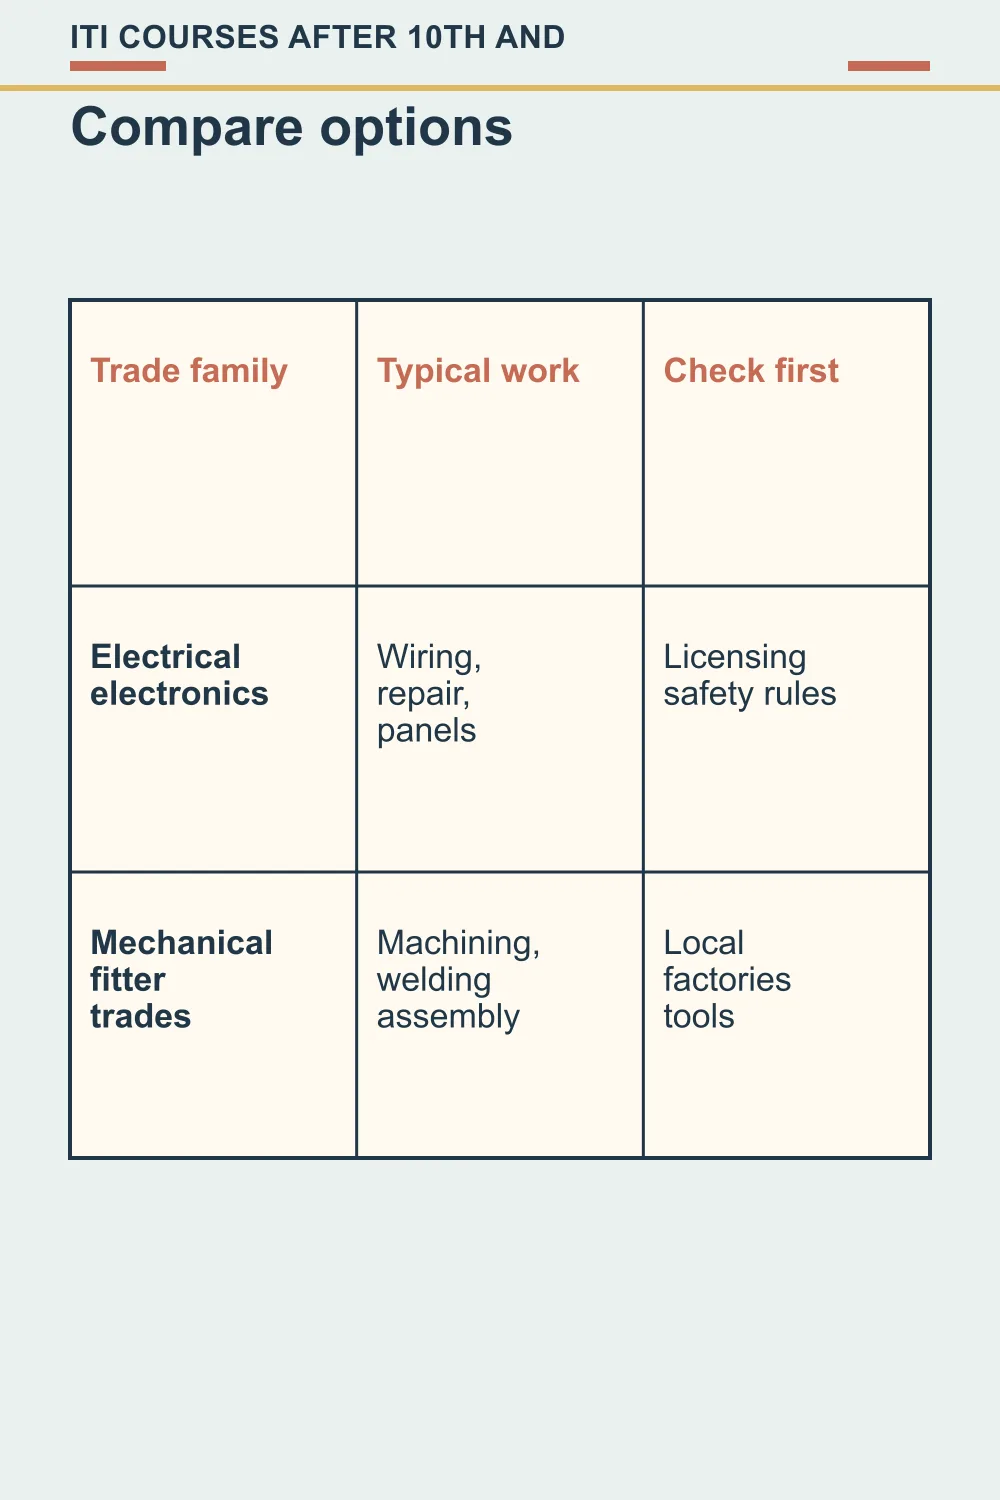 ITI COURSES AFTER 10TH AND
Compare options
Trade family
Typical work
Check first
Electrical
electronics
Wiring,
repair,
panels
Licensing
safety rules
Mechanical
fitter
trades
Machining,
welding
assembly
Local
factories
tools